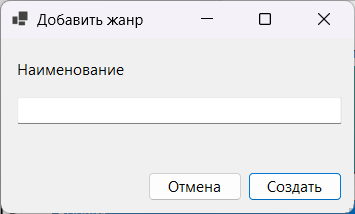 Добавить жанр
Наименование
Отмена
Создать